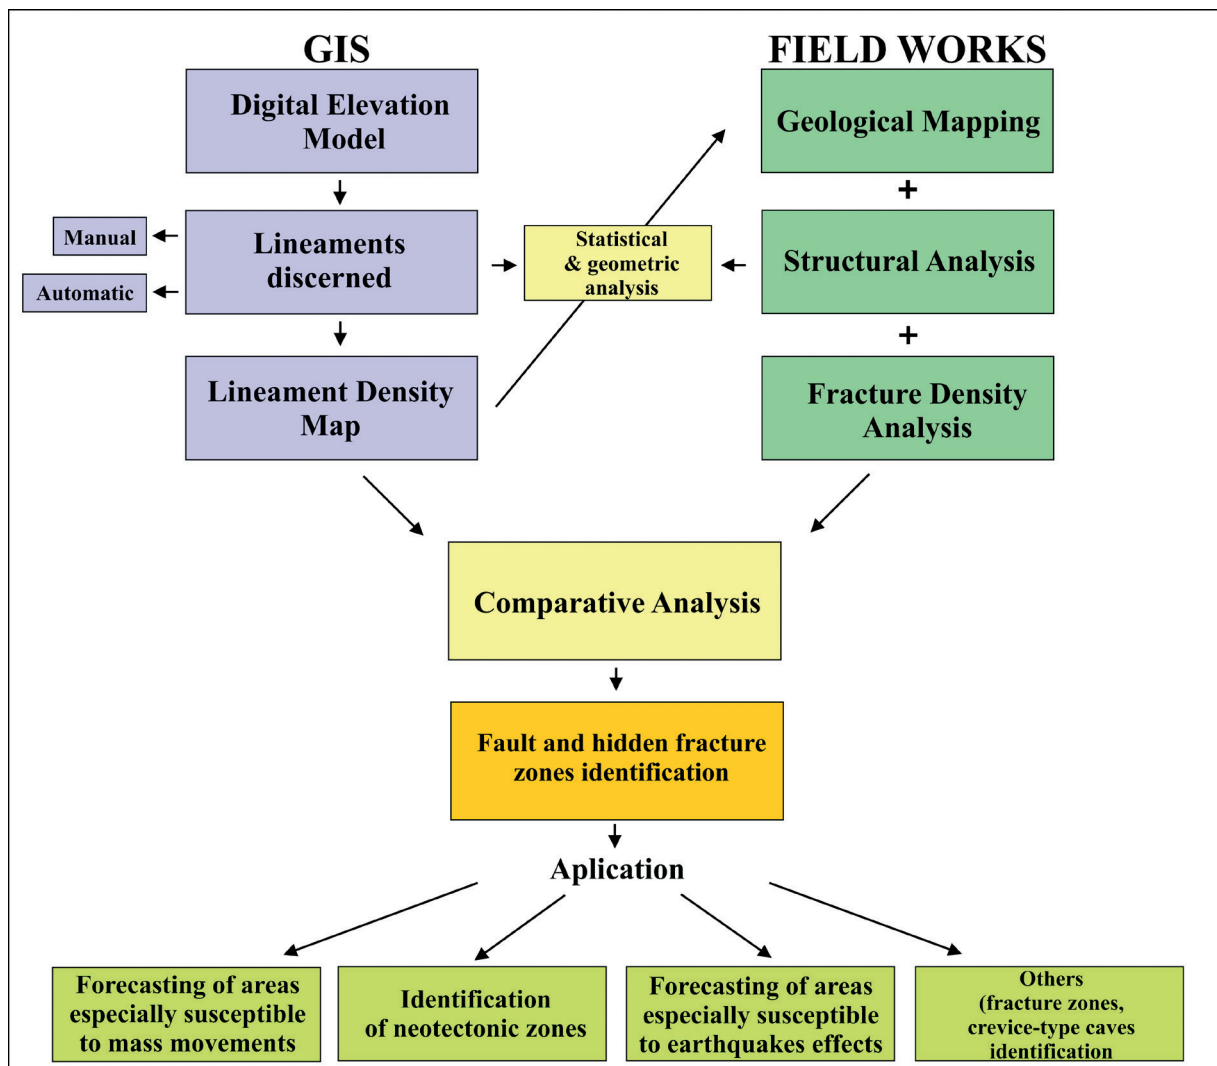 GIS
FIELD WORKS
Digital Elevation
Model
Geological Mapping
+
Manual
Automatic
Lineaments
discerned
Statistical
& geometric
analysis
Structural Analysis
+
Lineament Density
Map
Fracture Density
Analysis
Comparative Analysis
Fault and hidden fracture
zones identification
Aplication
Forecasting of areas
especially susceptible
to mass movements
Identification
of neotectonic zones
Forecasting of areas
especially susceptible
to earthquakes effects
Others
(fracture zones,
crevice-type caves
identification